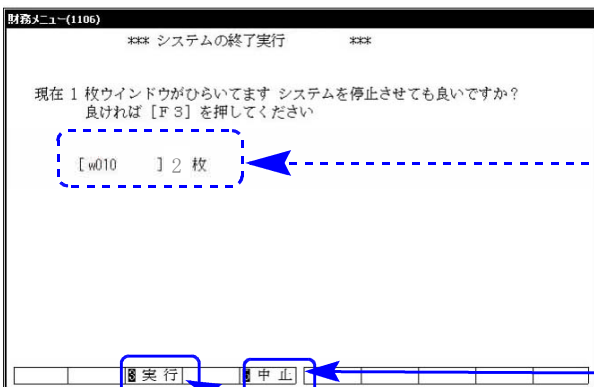 財務メニュー(1106)
*** システムの終了実行 ***
現在 1 枚ウインドウがひらいてます システムを停止させても良いですか?
良ければ [F3] を押してください
[w010 ] 2 枚
実行 中止